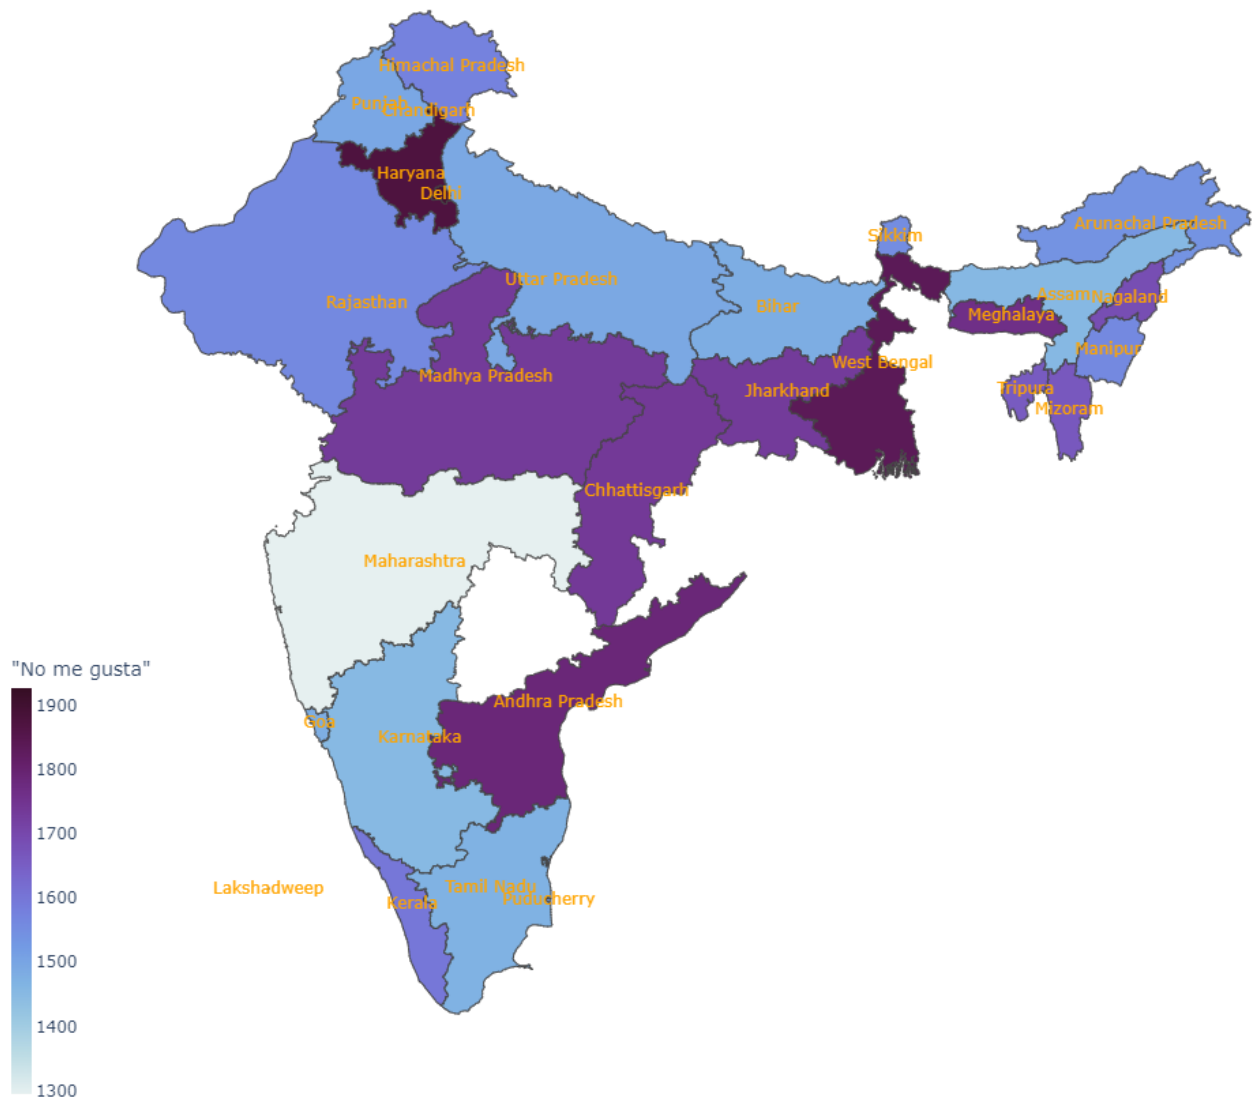 Himachal Pradesh
Punjab
Chandigarh
Haryana
Delhi
Sikkim
Arunachal Pradesh
Rajasthan
Uttar Pradesh
Bihar
Assam
Nagaland
Meghalaya
Madhya Pradesh
Jharkhand
West Bengal
Manipur
Tripura
Mizoram
Chhattisgarh
Maharashtra
"No me gusta"
Andhra Pradesh
Goa
Karnataka
Lakshadweep
Kerala
Tamil Nadu
Puducherry
1900
1800
1700
1600
1500
1400
1300